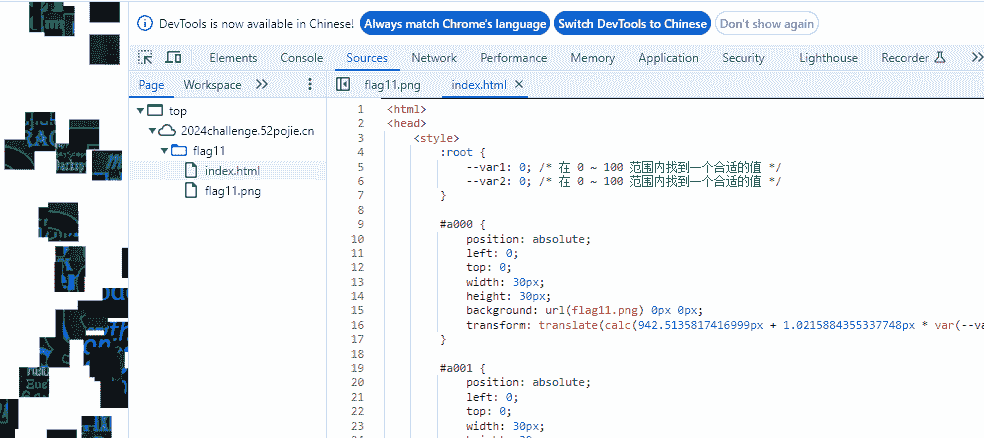 DevTools is now available in Chinese! Always match Chrome's language Switch DevTools to Chinese Don't show again
Elements Console Sources Network Performance Memory Application Security Lighthouse Recorder
Page Workspace flag11.png index.html
top
2024challenge.52pojie.cn
flag11
index.html
flag11.png
1 <html>
2 <head>
3 <style>
4 :root {
5 --var1: 0; /* 在 0 ~ 100 范围内找到一个合适的值 */
6 --var2: 0; /* 在 0 ~ 100 范围内找到一个合适的值 */
7 }
8
9 #a000 {
10 position: absolute;
11 left: 0;
12 top: 0;
13 width: 30px;
14 height: 30px;
15 background: url(flag11.png) 0px 0px;
16 transform: translate(calc(942.5135817416999px + 1.0215884355337748px * var(--va
17 }
18
19 #a001 {
20 position: absolute;
21 left: 0;
22 top: 0;
23 width: 30px;